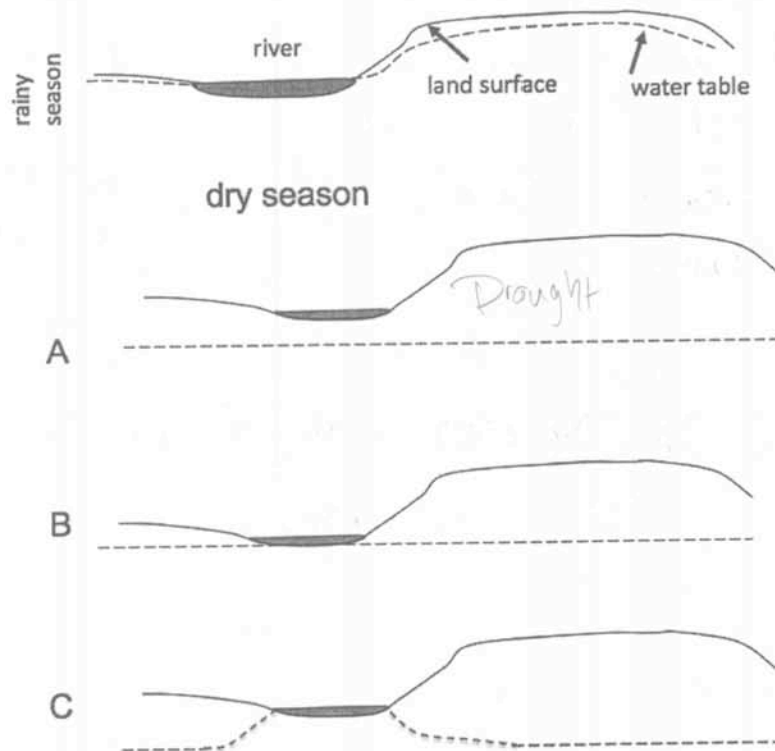 river
rainy
season
land surface
water table
dry season
Drought
A
B
C